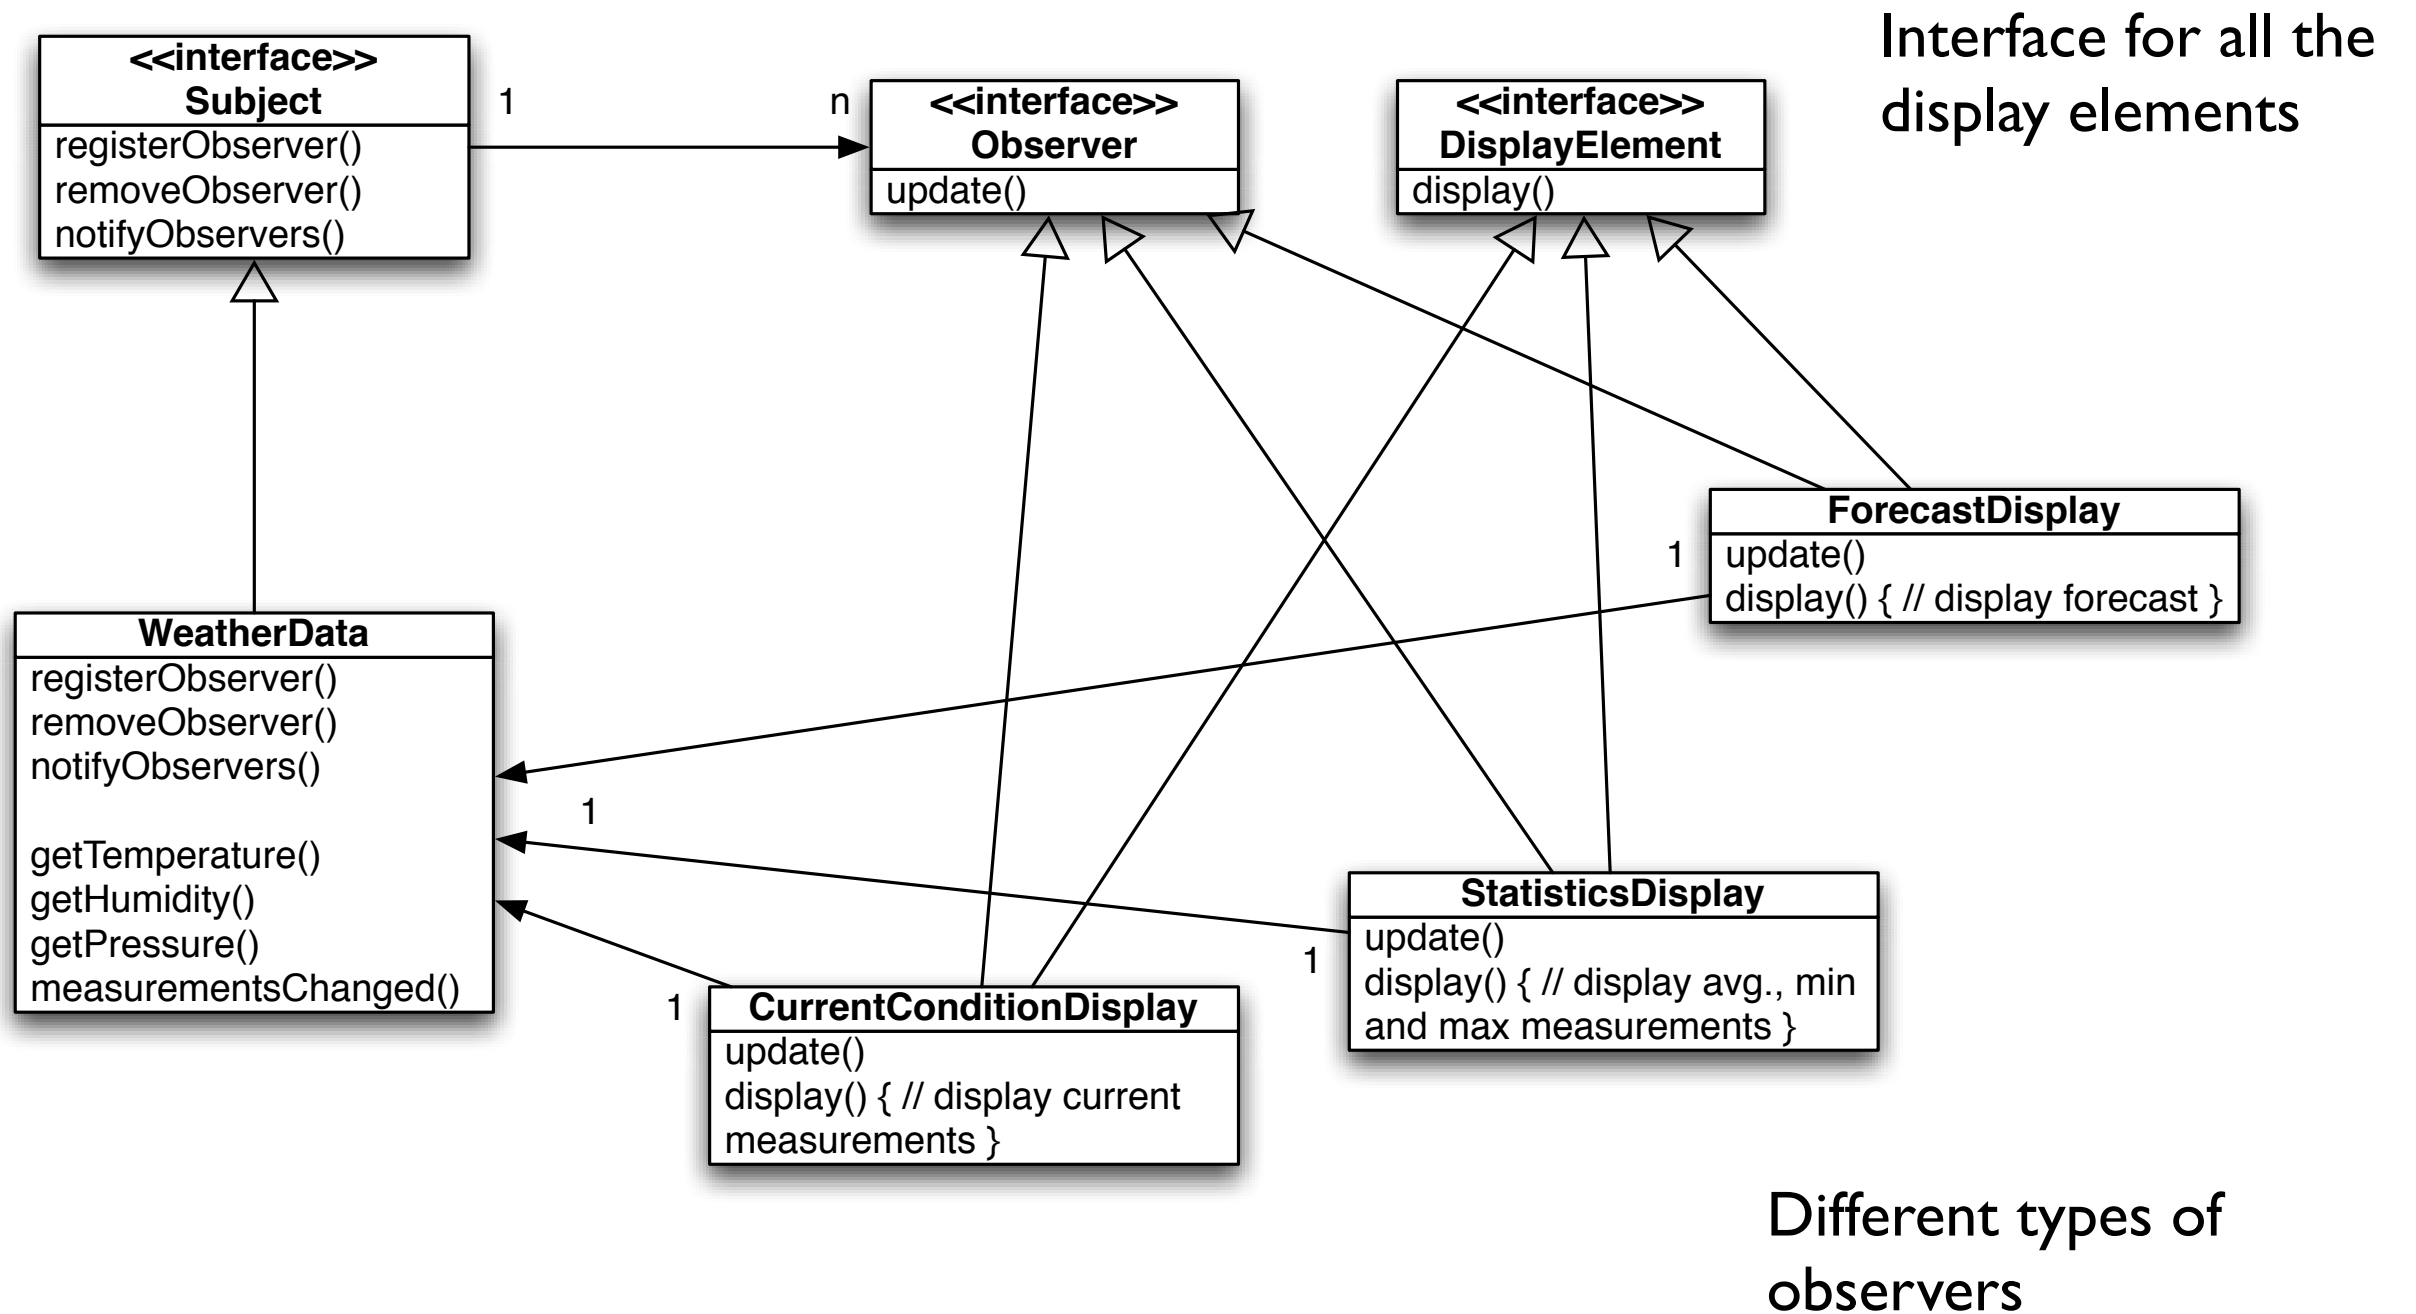 Interface for all the
display elements
<<interface>>
Subject
registerObserver()
removeObserver()
notifyObservers()
1
n
<<interface>>
Observer
update()
<<interface>>
DisplayElement
display()
ForecastDisplay
update()
display() { // display forecast }
1
WeatherData
registerObserver()
removeObserver()
notifyObservers()
getTemperature()
getHumidity()
getPressure()
measurementsChanged()
1
StatisticsDisplay
update()
display() { // display avg., min
and max measurements }
1
1
CurrentConditionDisplay
update()
display() { // display current
measurements }
Different types of
observers